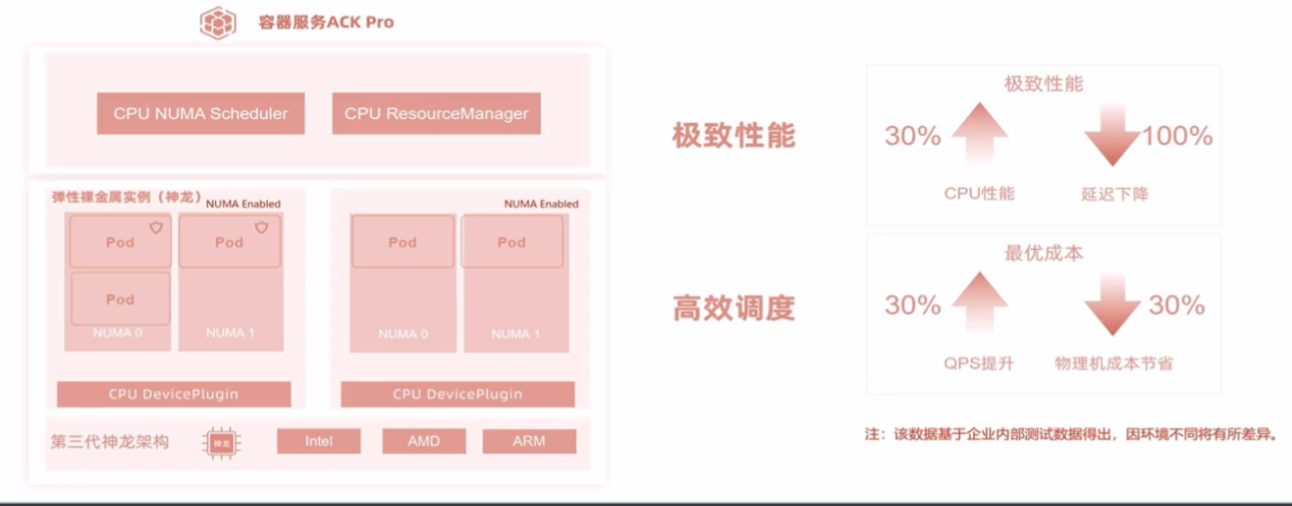 容器服务ACK Pro
CPU NUMA Scheduler
CPU ResourceManager
弹性裸金属实例（神龙）
NUMA Enabled
Pod
Pod
Pod
NUMA 0
NUMA 1
CPU DevicePlugin
NUMA Enabled
Pod
Pod
NUMA 0
NUMA 1
CPU DevicePlugin
第三代神龙架构
神龙
Intel
AMD
ARM
极致性能
高效调度
极致性能
30%
100%
CPU性能
延迟下降
最优成本
30%
30%
QPS提升
物理机成本节省
注：该数据基于企业内部测试数据得出，因环境不同将有所差异。